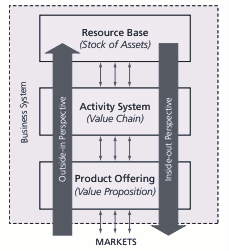 Resource Base
(Stock of Assets)
Business System
Outside-in Perspective
Inside-out Perspective
Activity System
(Value Chain)
Product Offering
(Value Proposition)
MARKETS